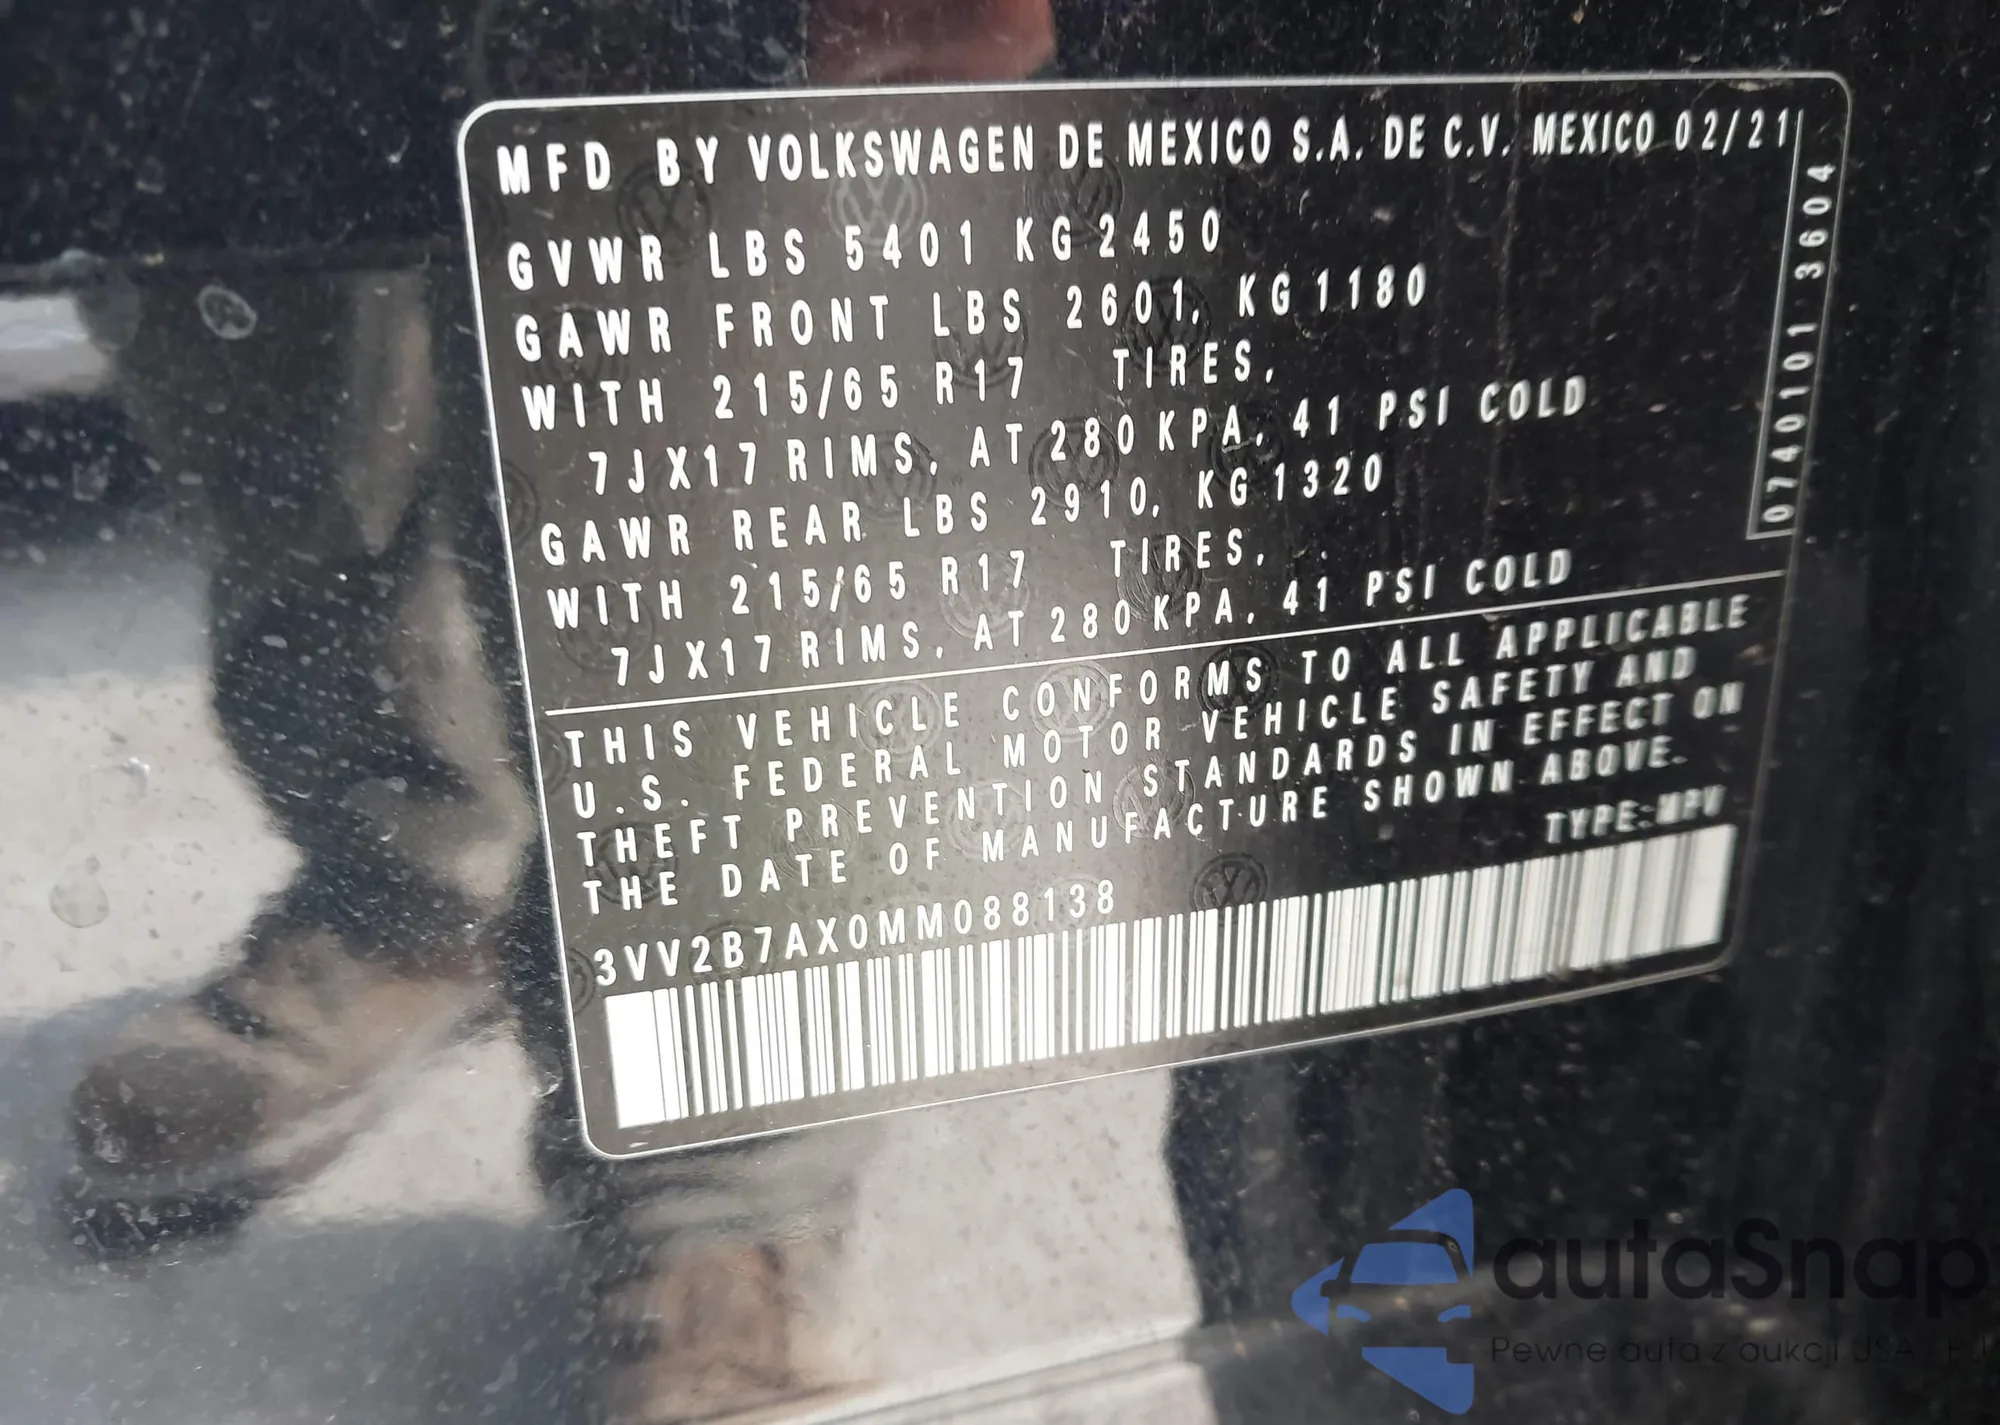 MFD BY VOLKSWAGEN DE MEXICO S.A. DE C.V. MEXICO 02/21
GVWR LBS 5401 KG 2450
GAWR FRONT LBS 2601, KG 1180
WITH 215/65 R17 TIRES,
7JX17 RIMS, AT 280 KPA, 41 PSI COLD
GAWR REAR LBS 2910, KG 1320
WITH 215/65 R17 TIRES,
7JX17 RIMS, AT 280 KPA, 41 PSI COLD
0740101 3604
THIS VEHICLE CONFORMS TO ALL APPLICABLE
U.S. FEDERAL MOTOR VEHICLE SAFETY AND
THEFT PREVENTION STANDARDS IN EFFECT ON
THE DATE OF MANUFACTURE SHOWN ABOVE.
TYPE: MPV
3VV2B7AX0MM088138
autaSnap
Pewne auta z aukcji USA